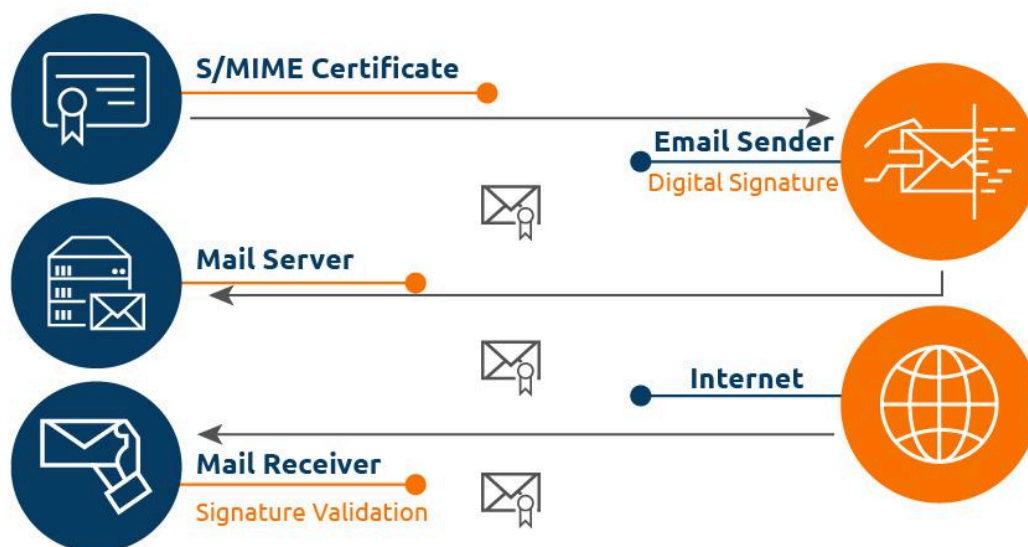 S/MIME Certificate
Email Sender
Digital Signature
Mail Server
Internet
Mail Receiver
Signature Validation